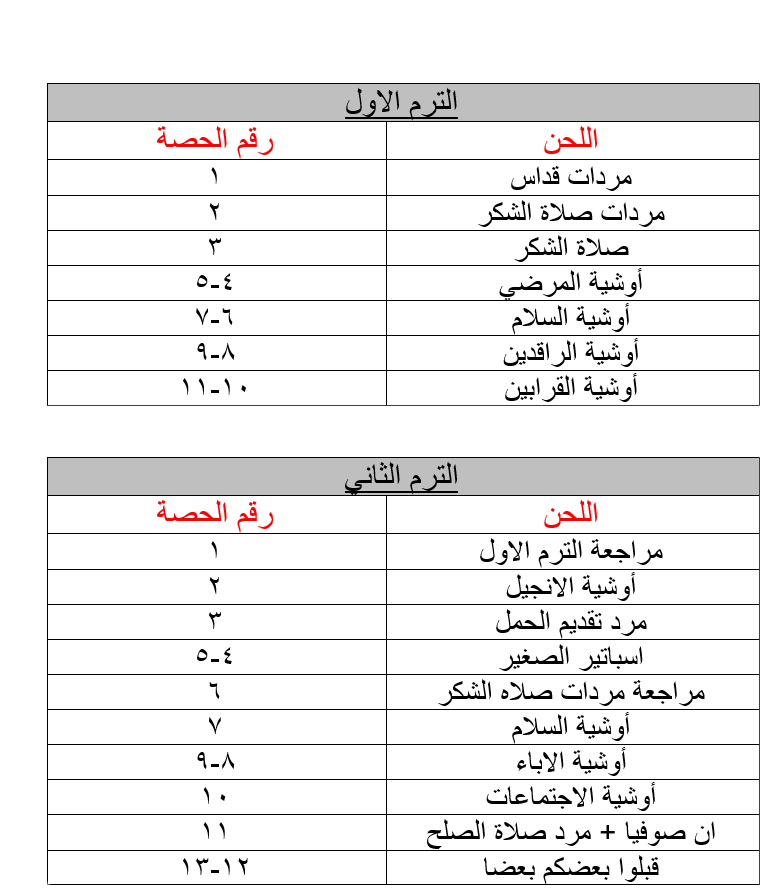 الترم الاول
اللحن رقم الحصة
مردات قداس ١
مردات صلاة الشكر ٢
صلاة الشكر ٣
أوشية المرضي ٤-٥
أوشية السلام ٦-٧
أوشية الراقدين ٨-٩
أوشية القرابين ١٠-١١
الترم الثاني
اللحن رقم الحصة
مراجعة الترم الاول ١
أوشية الانجيل ٢
مرد تقديم الحمل ٣
اسباتير الصغير ٤-٥
مراجعة مردات صلاه الشكر ٦
أوشية السلام ٧
أوشية الاباء ٨-٩
أوشية الاجتماعات ١٠
ان صوفيا + مرد صلاة الصلح ١١
قبلوا بعضكم بعضا ١٢-١٣